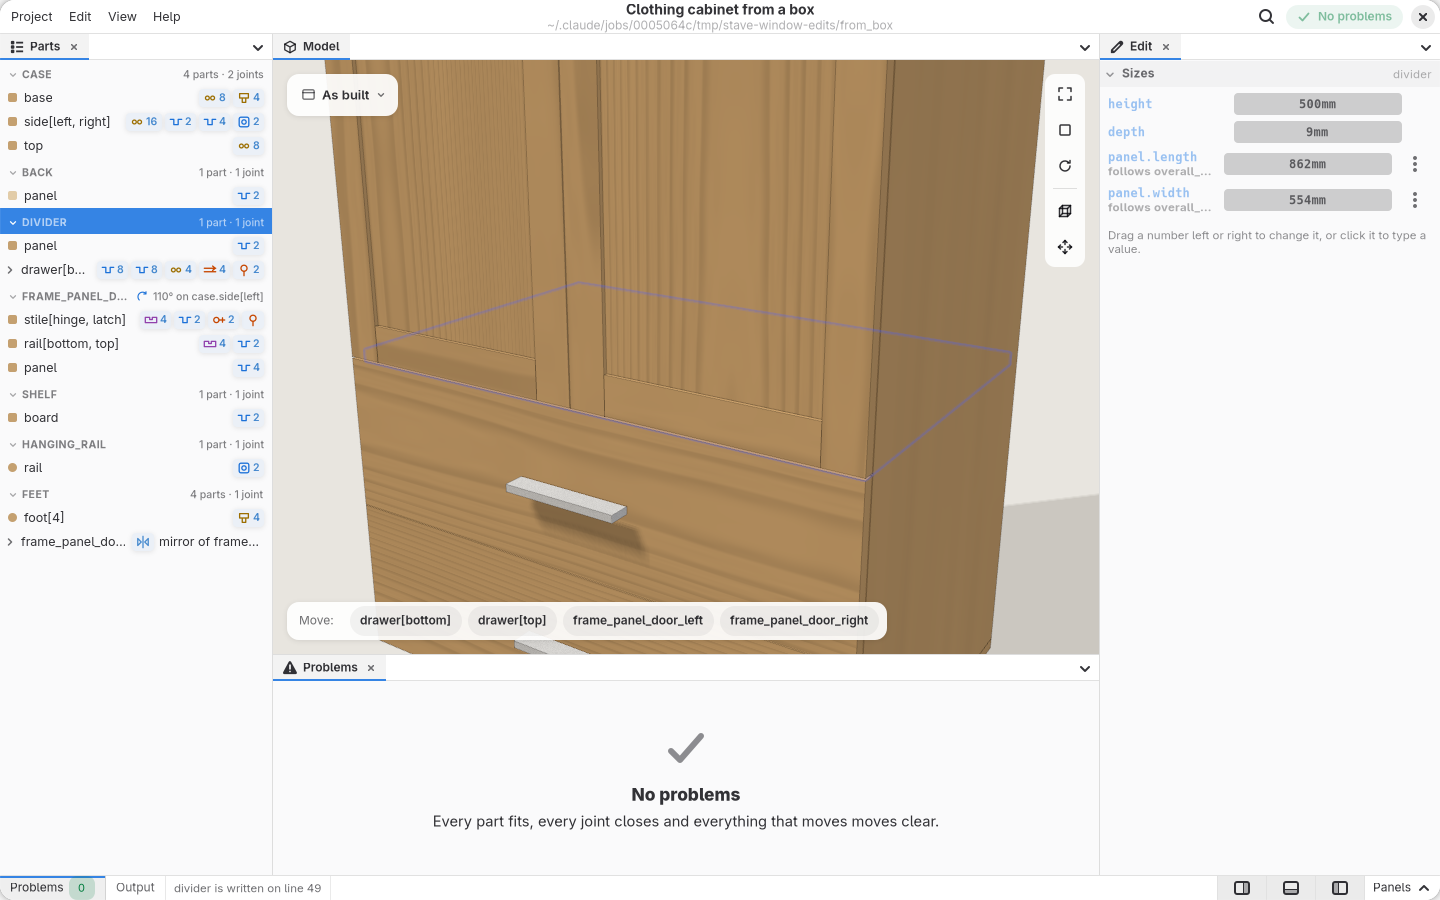 Project Edit View Help
Clothing cabinet from a box
~/.claude/jobs/0005064c/tmp/stave-window-edits/from_box
No problems
Parts
Model
Edit
CASE 4 parts · 2 joints
base 8 4
side[left, right] 16 2 4 2
top 8
BACK 1 part · 1 joint
panel 2
DIVIDER 1 part · 1 joint
panel 2
drawer[b... 8 8 4 4 2
FRAME_PANEL_D... 110° on case.side[left]
stile[hinge, latch] 4 2 2
rail[bottom, top] 4 2
panel 4
SHELF 1 part · 1 joint
board 2
HANGING_RAIL 1 part · 1 joint
rail 2
FEET 4 parts · 1 joint
foot[4] 4
frame_panel_do... mirror of frame...
As built
Move: drawer[bottom] drawer[top] frame_panel_door_left frame_panel_door_right
Problems
No problems
Every part fits, every joint closes and everything that moves moves clear.
Sizes divider
height 500mm
depth 9mm
panel.length 862mm
follows overall_...
panel.width 554mm
follows overall_...
Drag a number left or right to change it, or click it to type a
value.
Problems 0 Output divider is written on line 49
Panels